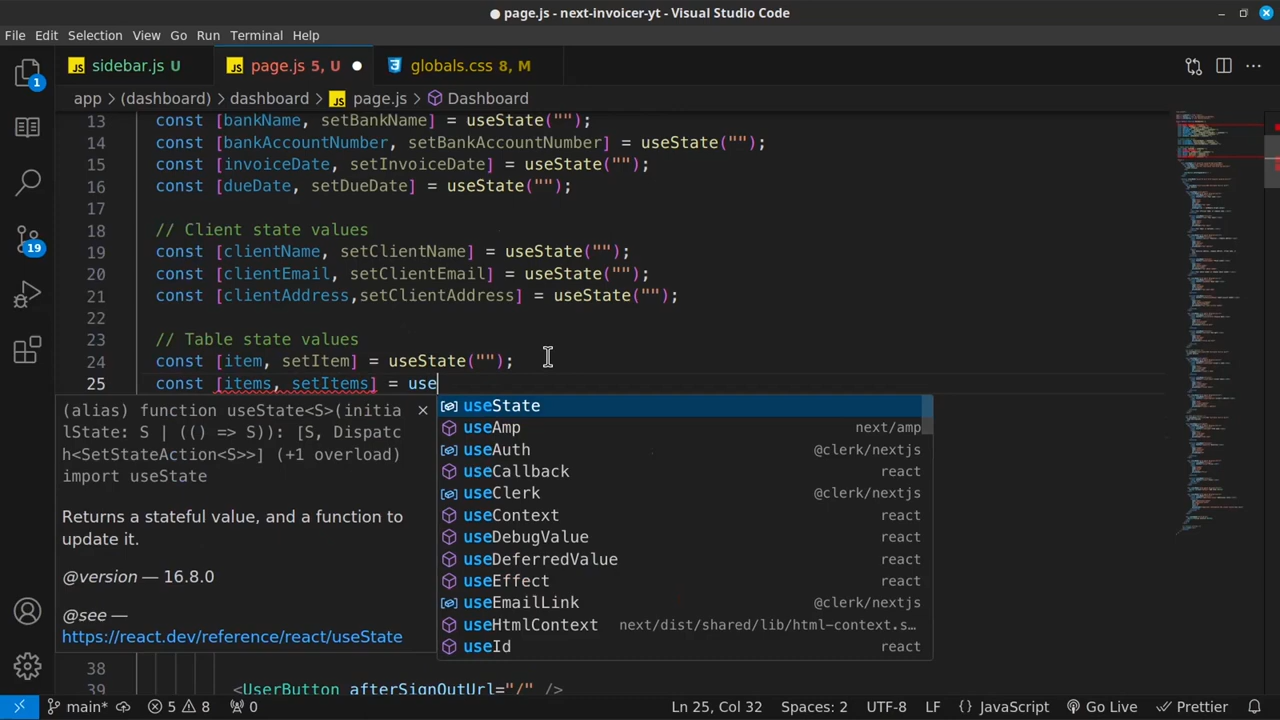 page.js - next-invoicer-yt - Visual Studio Code
File Edit Selection View Go Run Terminal Help
JS sidebar.js U JS page.js 5, U globals.css 8, M
app > (dashboard) > dashboard > JS page.js > Dashboard
13 const [bankName, setBankName] = useState("");
14 const [bankAccountNumber, setBankAccountNumber] = useState("");
15 const [invoiceDate, setInvoiceDate] = useState("");
16 const [dueDate, setDueDate] = useState("");
17
18 // Client state values
19 const [clientName, setClientName] = useState("");
20 const [clientEmail, setClientEmail] = useState("");
21 const [clientAddress,setClientAddress] = useState("");
22
23 // Table state values
24 const [item, setItem] = useState("");
25 const [items, setItems] = use
(alias) function useState<S>(initia
lState: S | (() => S)): [S, Dispatc
h<SetStateAction<S>>] (+1 overload)
import useState
Returns a stateful value, and a function to
update it.
@version — 16.8.0
@see —
https://react.dev/reference/react/useState
useState
useAmp next/amp
useAuth @clerk/nextjs
useCallback react
useClerk @clerk/nextjs
useContext react
useDebugValue react
useDeferredValue react
useEffect react
useEmailLink @clerk/nextjs
useHtmlContext next/dist/shared/lib/html-context.s…
useId react
38
39 <UserButton afterSignOutUrl="/" />
1
19
main* 5 8 0 Ln 25, Col 32 Spaces: 2 UTF-8 LF {} JavaScript Go Live Prettier